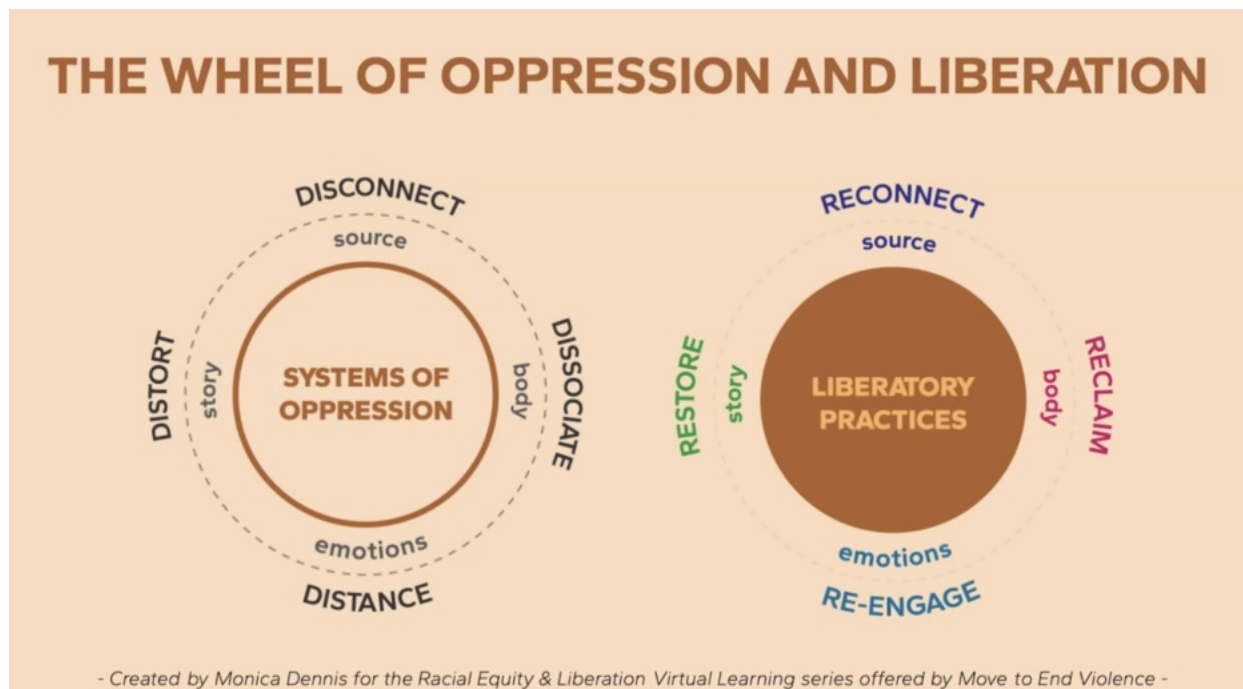 THE WHEEL OF OPPRESSION AND LIBERATION
DISCONNECT
source
DISTORT
story
SYSTEMS OF
OPPRESSION
body
DISSOCIATE
emotions
DISTANCE
RECONNECT
source
RESTORE
story
LIBERATORY
PRACTICES
body
RECLAIM
emotions
RE-ENGAGE
- Created by Monica Dennis for the Racial Equity & Liberation Virtual Learning series offered by Move to End Violence -